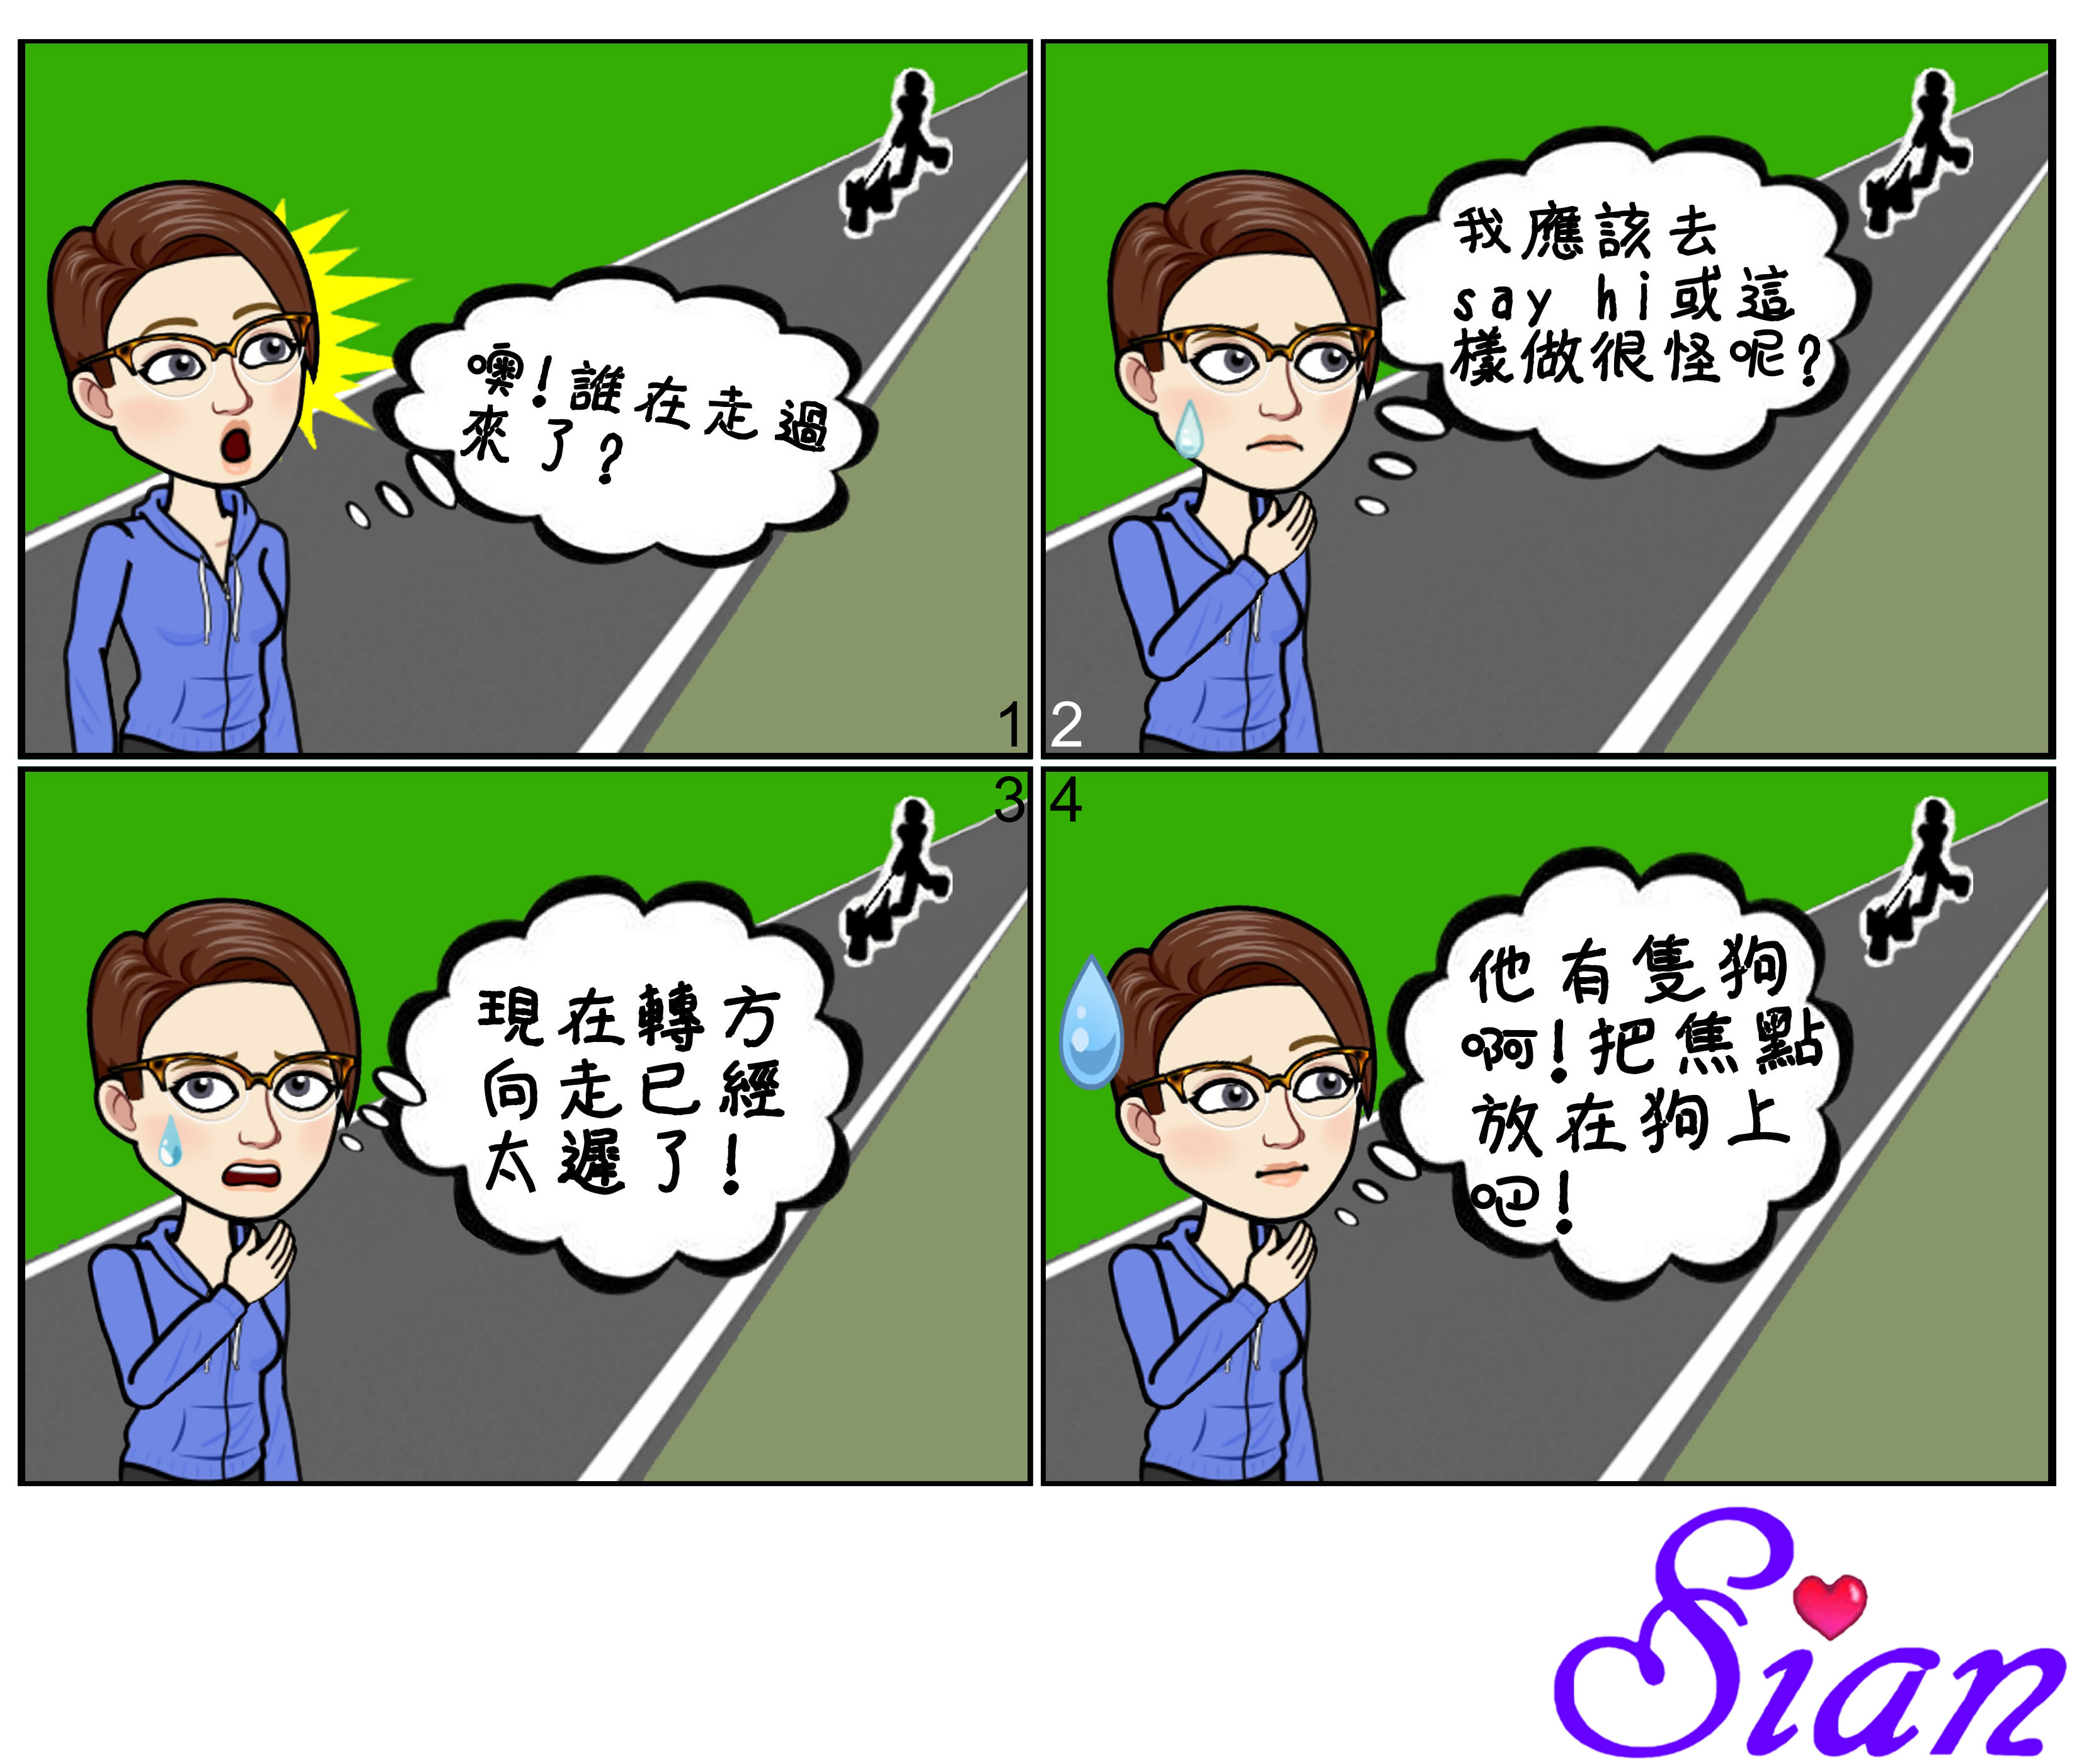 噢!誰在走過
來了?
1
我應該去
say hi或這
樣做很怪呢?
2
現在轉方
向走已經
太遲了!
3
他有隻狗
啊!把焦點
放在狗上
吧!
4
Sian